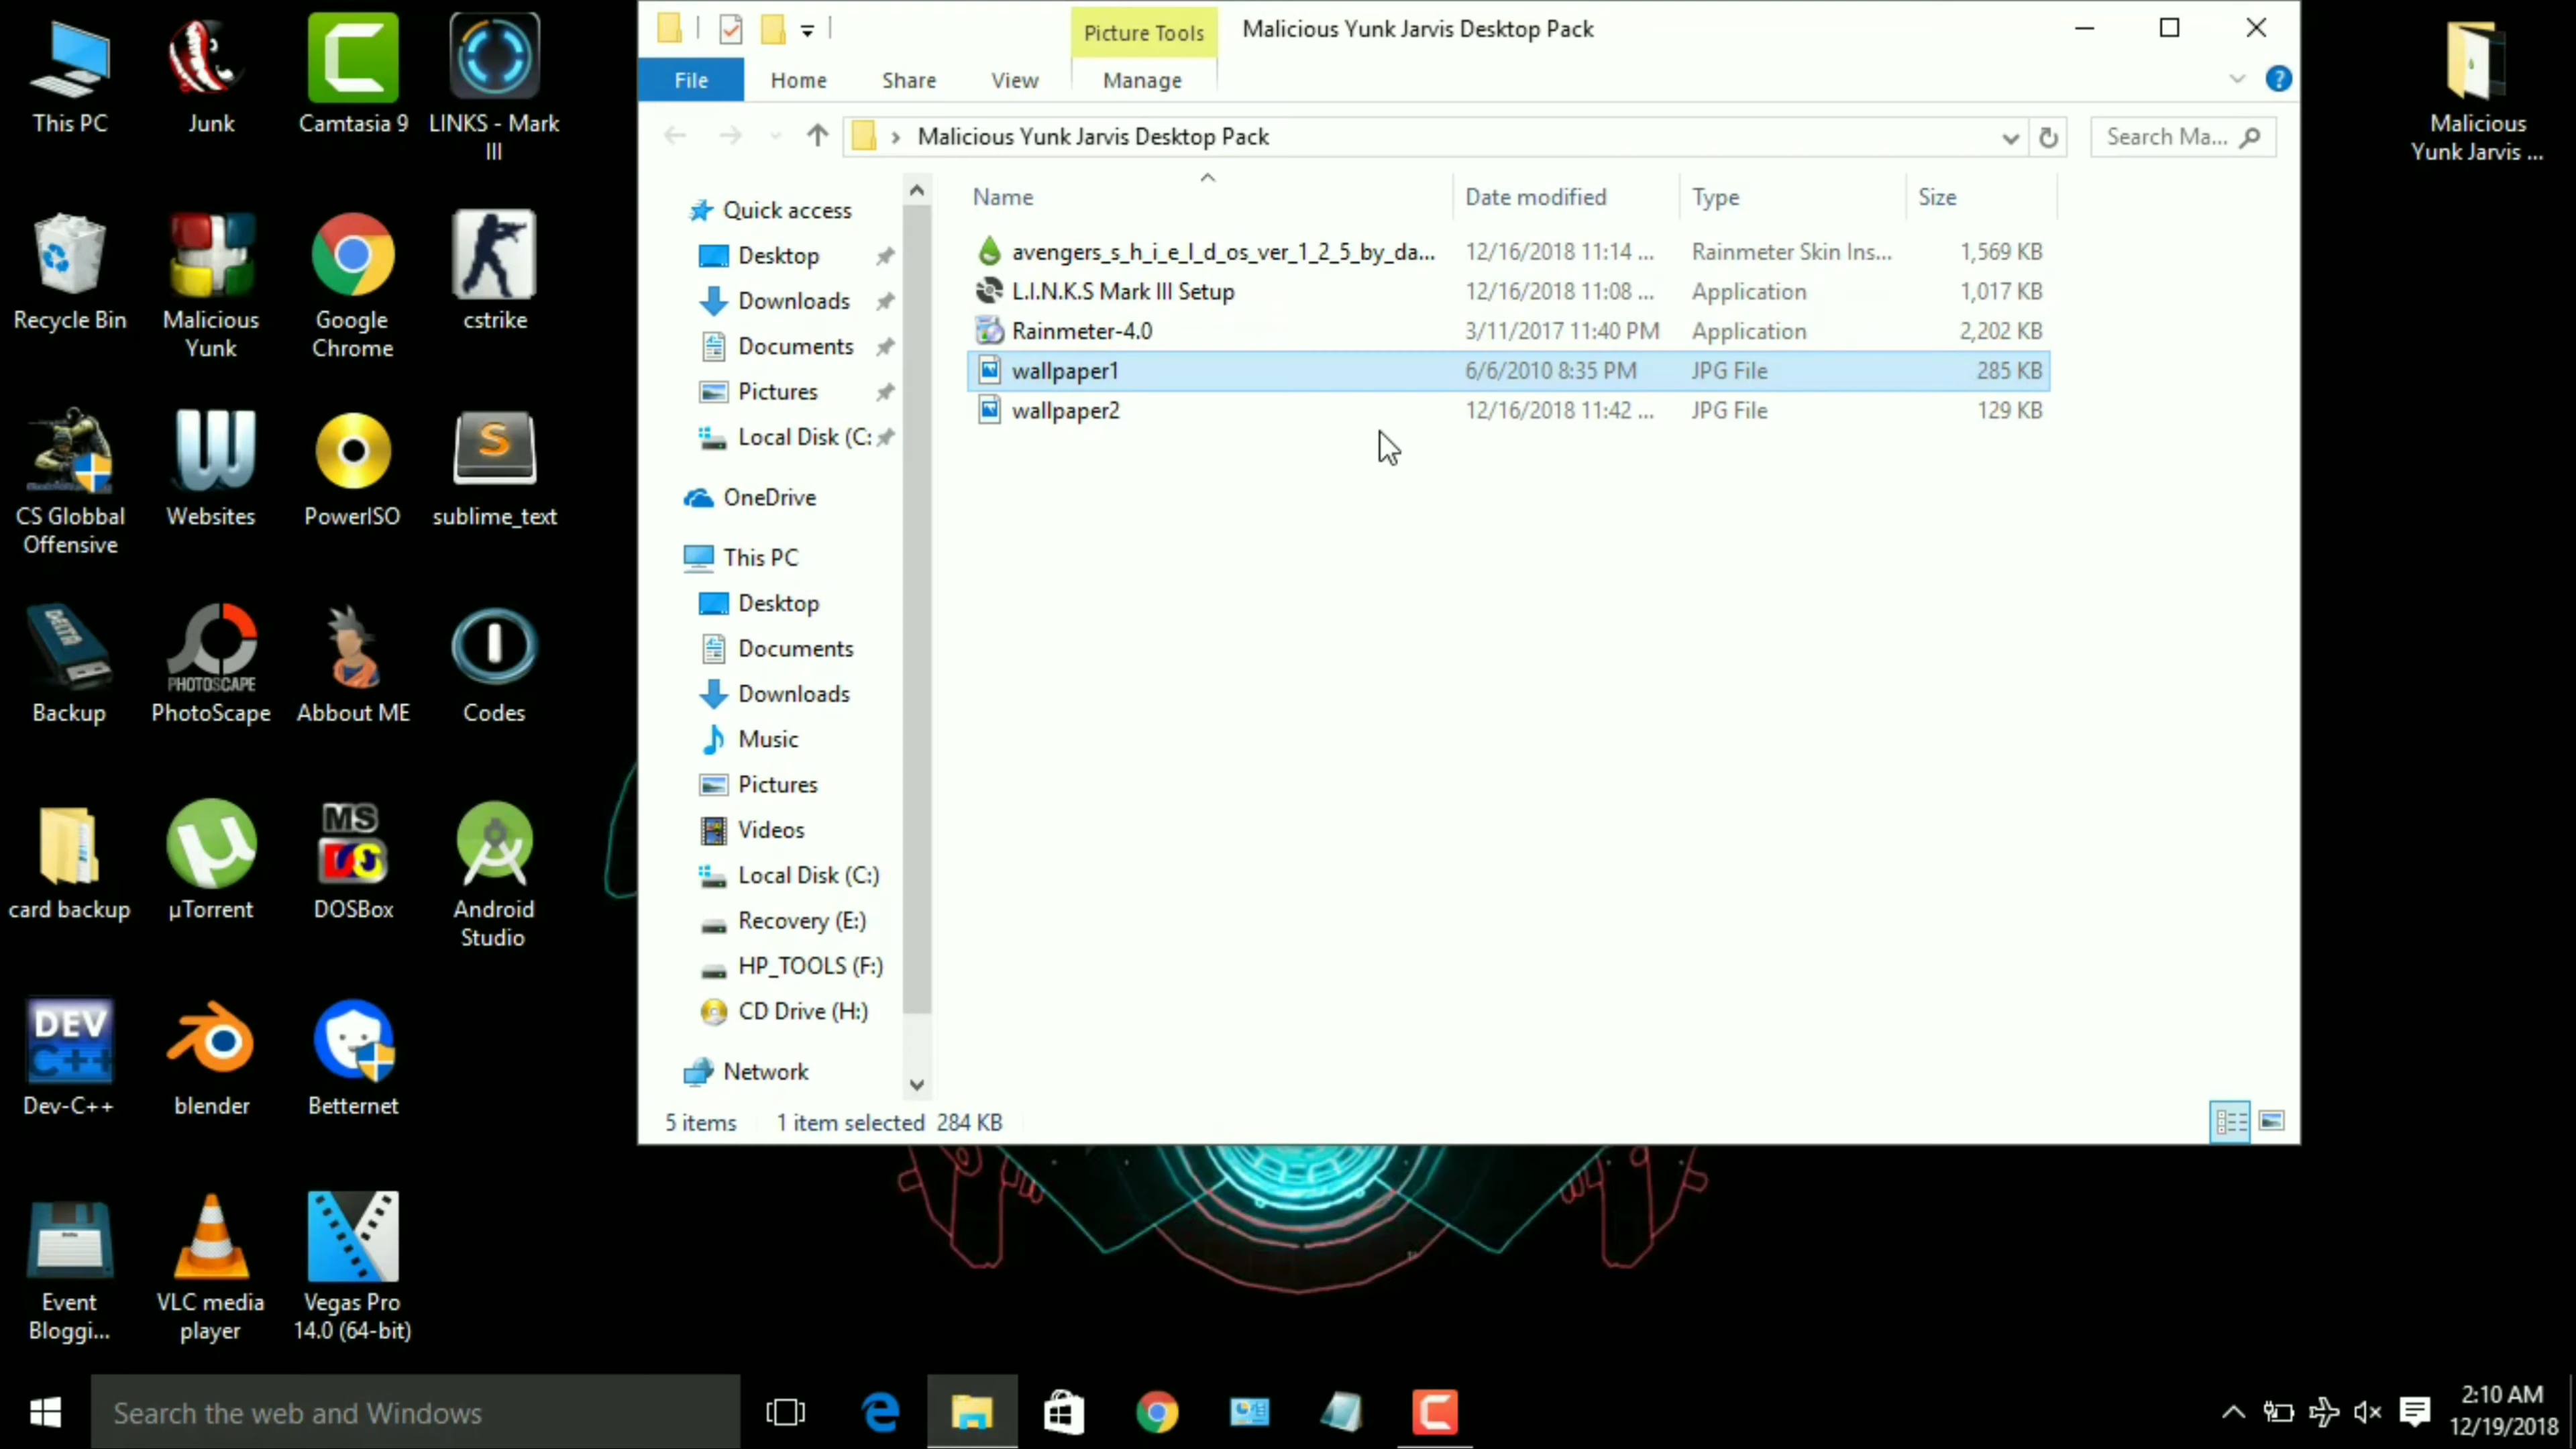 This PC
Junk
Camtasia 9
LINKS - Mark
III
Recycle Bin
Malicious
Yunk
Google
Chrome
cstrike
CS Globbal
Offensive
W
Websites
PowerISO
S
sublime_text
DELTA
Backup
PHOTOSCAPE
PhotoScape
Abbout ME
Codes
card backup
µTorrent
MS
DOS
DOSBox
Android
Studio
DEV
C++
Dev-C++
blender
Betternet
Event
Bloggi...
VLC media
player
Vegas Pro
14.0 (64-bit)
Picture Tools
Malicious Yunk Jarvis Desktop Pack
File
Home
Share
View
Manage
Malicious Yunk Jarvis Desktop Pack
Search Ma...
Quick access
Desktop
Downloads
Documents
Pictures
Local Disk (C:
OneDrive
This PC
Desktop
Documents
Downloads
Music
Pictures
Videos
Local Disk (C:)
Recovery (E:)
HP_TOOLS (F:)
CD Drive (H:)
Network
Name Date modified Type Size
avengers_s_h_i_e_l_d_os_ver_1_2_5_by_da... 12/16/2018 11:14 ... Rainmeter Skin Ins... 1,569 KB
L.I.N.K.S Mark III Setup 12/16/2018 11:08 ... Application 1,017 KB
Rainmeter-4.0 3/11/2017 11:40 PM Application 2,202 KB
wallpaper1 6/6/2010 8:35 PM JPG File 285 KB
wallpaper2 12/16/2018 11:42 ... JPG File 129 KB
5 items 1 item selected 284 KB
Malicious
Yunk Jarvis ...
Search the web and Windows
2:10 AM
12/19/2018